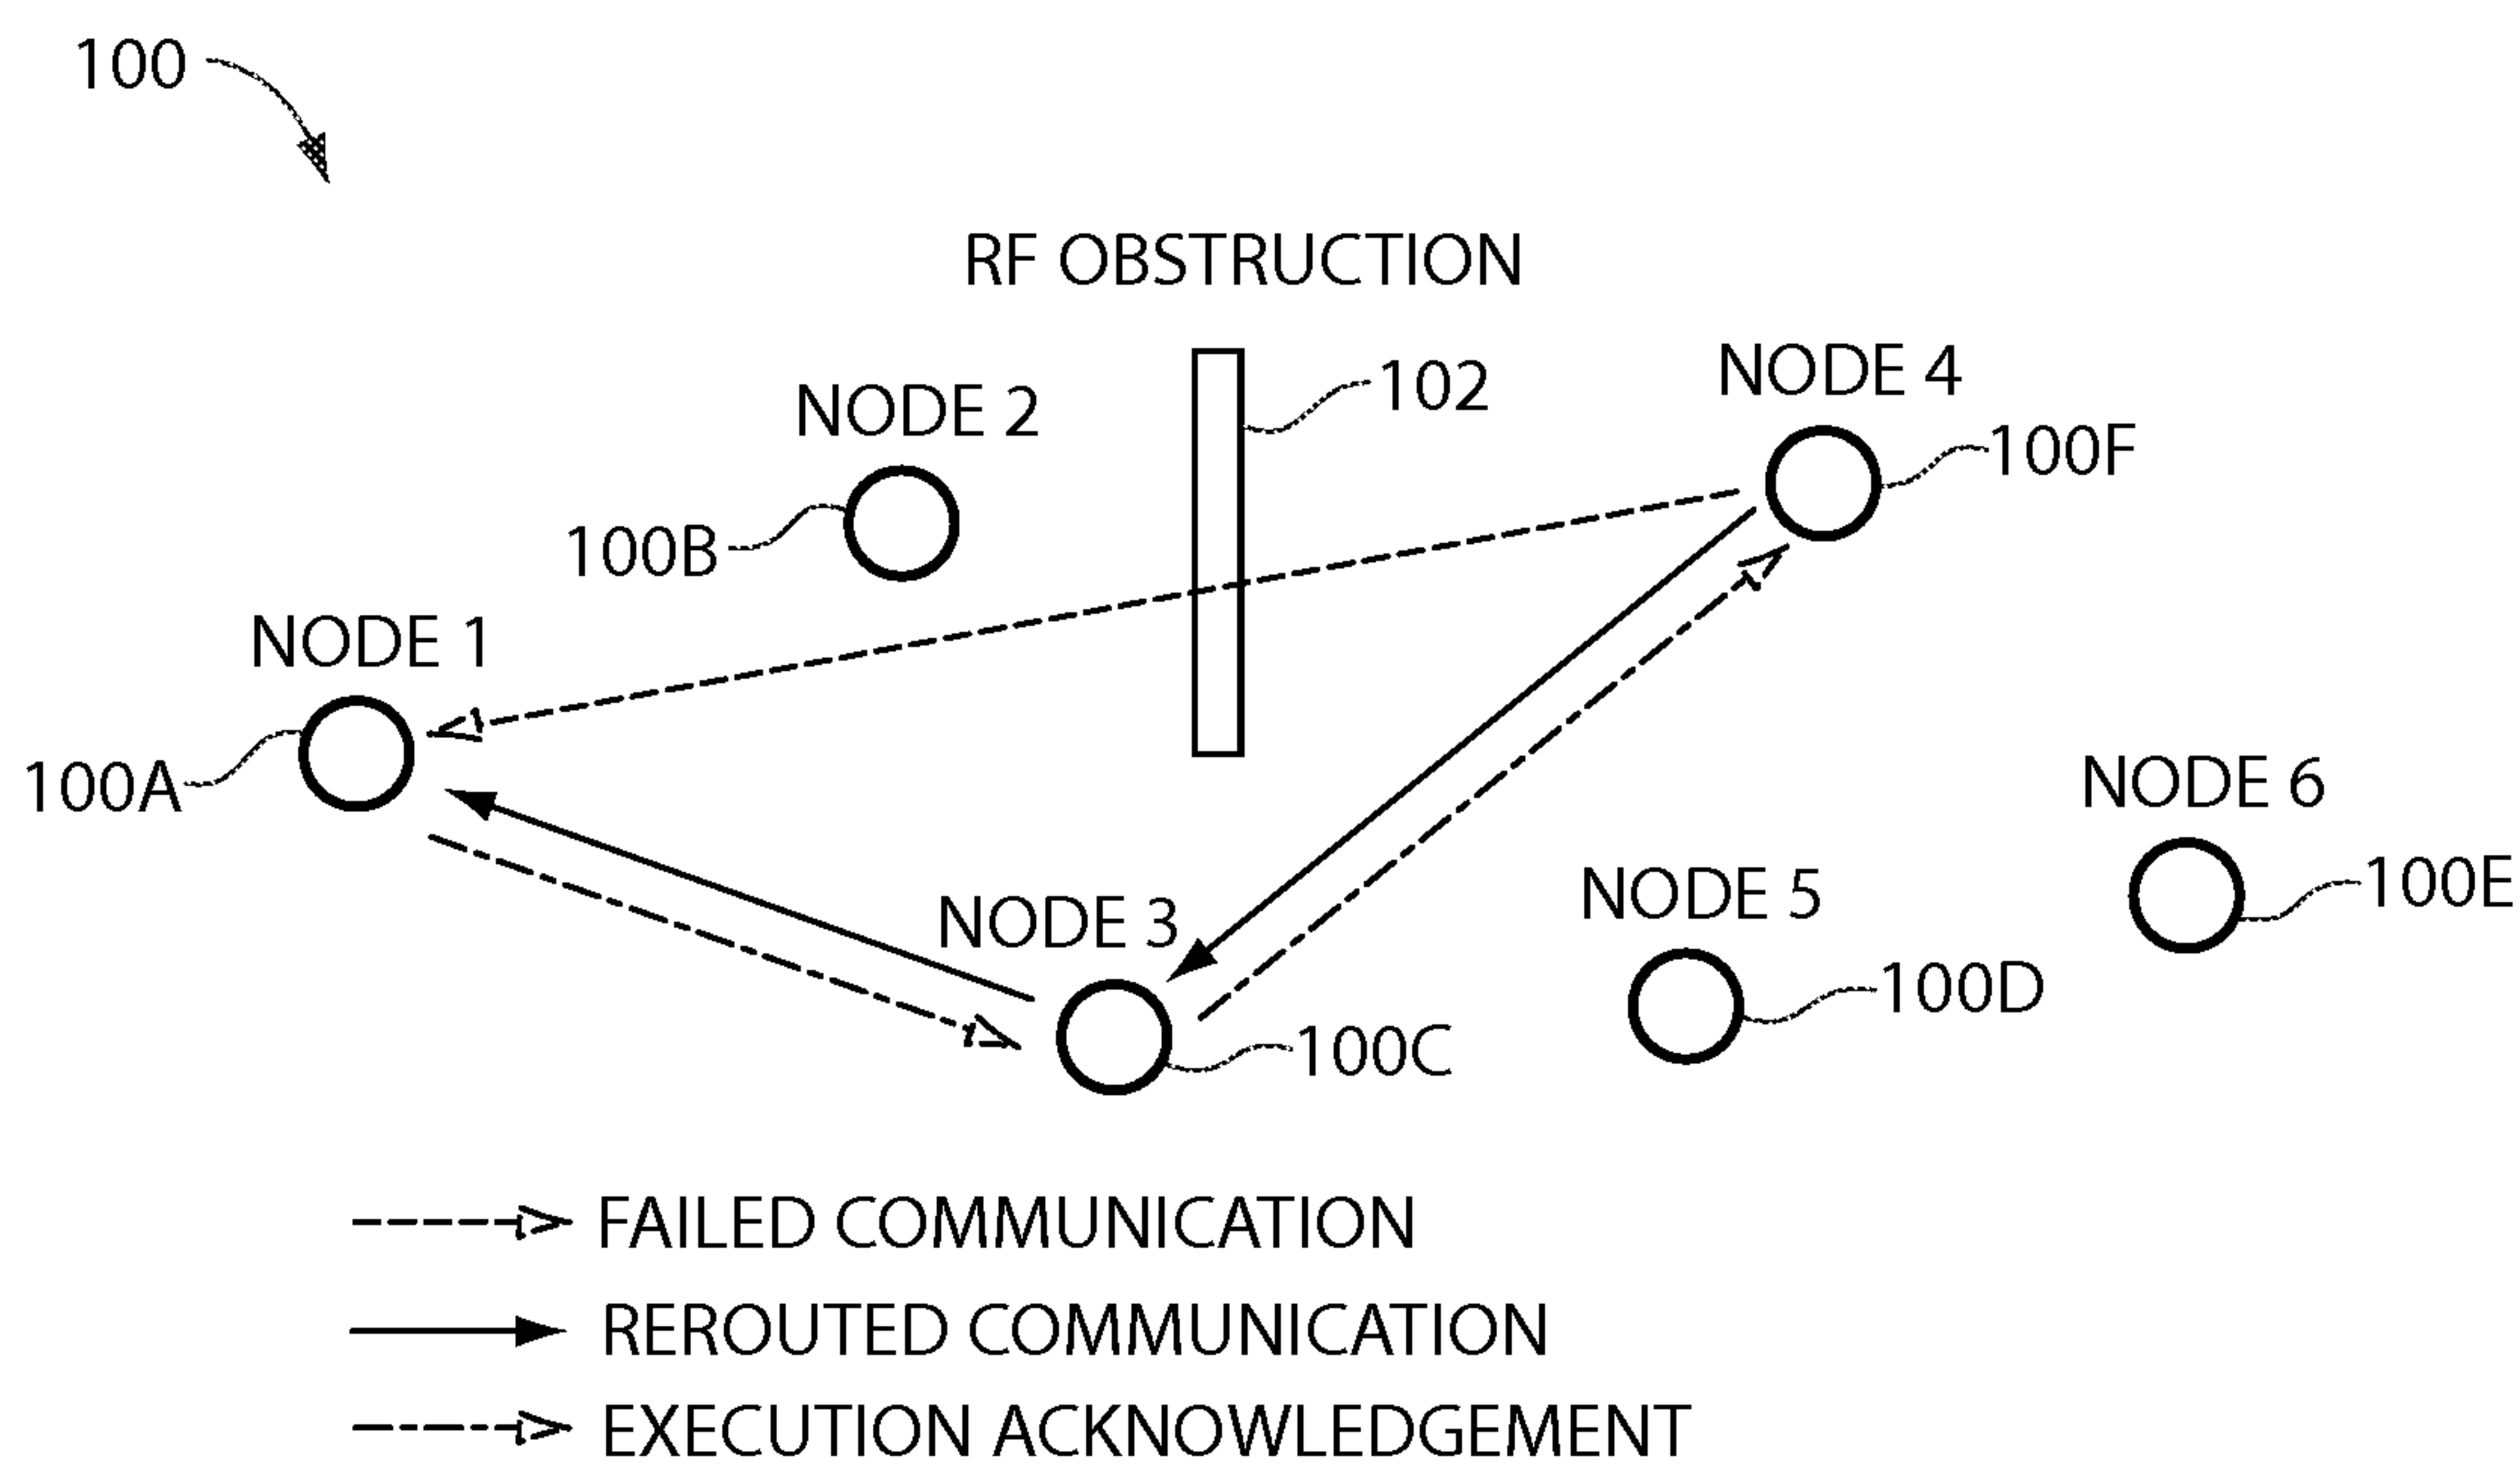 100
RF OBSTRUCTION
NODE 4
102
NODE 2
100F
100B
NODE 1
100A
NODE 6
NODE 5
100E
NODE 3
100D
100C
FAILED COMMUNICATION
REROUTED COMMUNICATION
EXECUTION ACKNOWLEDGEMENT